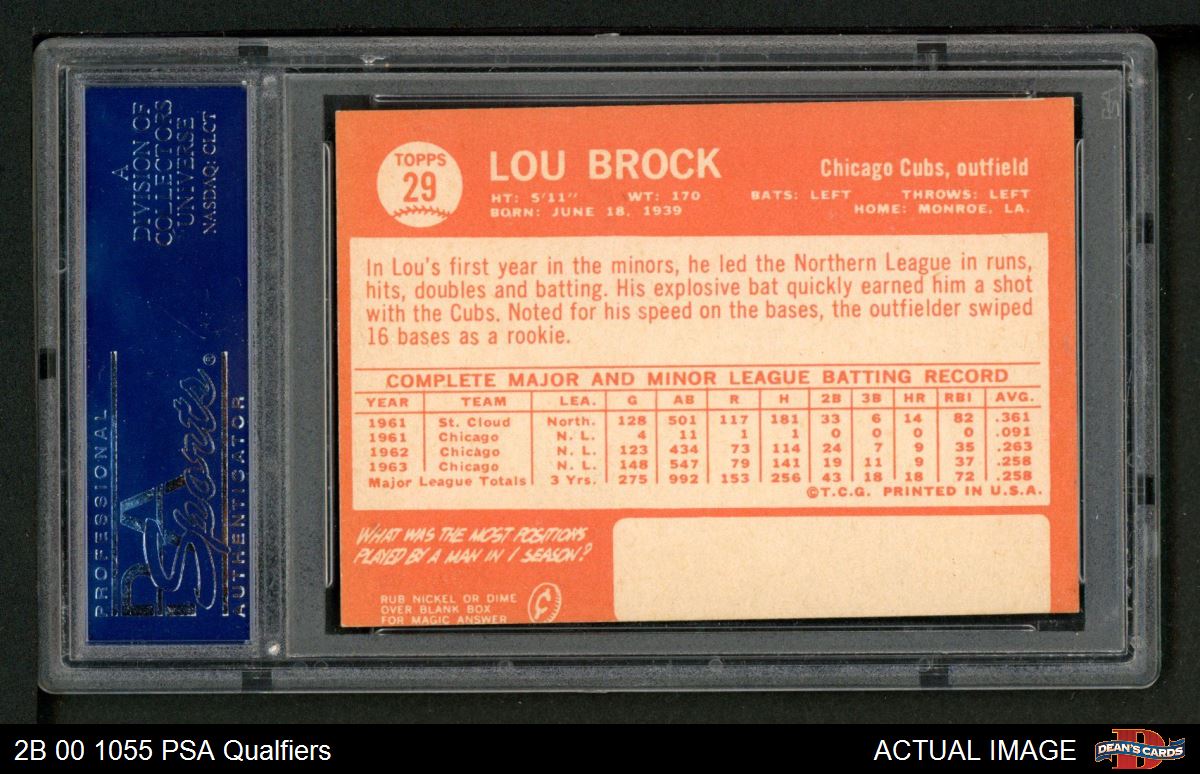 A
DIVISION OF
COLLECTORS
UNIVERSE
NASDAQ: CLCT
PROFESSIONAL
PSA
Sports®
AUTHENTICATOR
TOPPS
29
LOU BROCK
Chicago Cubs, outfield
HT: 5'11" WT: 170 BATS: LEFT THROWS: LEFT
BORN: JUNE 18, 1939 HOME: MONROE, LA.
In Lou's first year in the minors, he led the Northern League in runs,
hits, doubles and batting. His explosive bat quickly earned him a shot
with the Cubs. Noted for his speed on the bases, the outfielder swiped
16 bases as a rookie.
COMPLETE MAJOR AND MINOR LEAGUE BATTING RECORD
YEAR TEAM LEA. G AB R H 2B 3B HR RBI AVG.
1961 St. Cloud North. 128 501 117 181 33 6 14 82 .361
1961 Chicago N. L. 4 11 1 1 0 0 0 0 .091
1962 Chicago N. L. 123 434 73 114 24 7 9 35 .263
1963 Chicago N. L. 148 547 79 141 19 11 9 37 .258
Major League Totals 3 Yrs. 275 992 153 256 43 18 18 72 .258
©T.C.G. PRINTED IN U.S.A.
WHAT WAS THE MOST POSITIONS
PLAYED BY A MAN IN 1 SEASON?
RUB NICKEL OR DIME
OVER BLANK BOX
FOR MAGIC ANSWER
2B 00 1055 PSA Qualfiers
ACTUAL IMAGE
DEAN'S CARDS